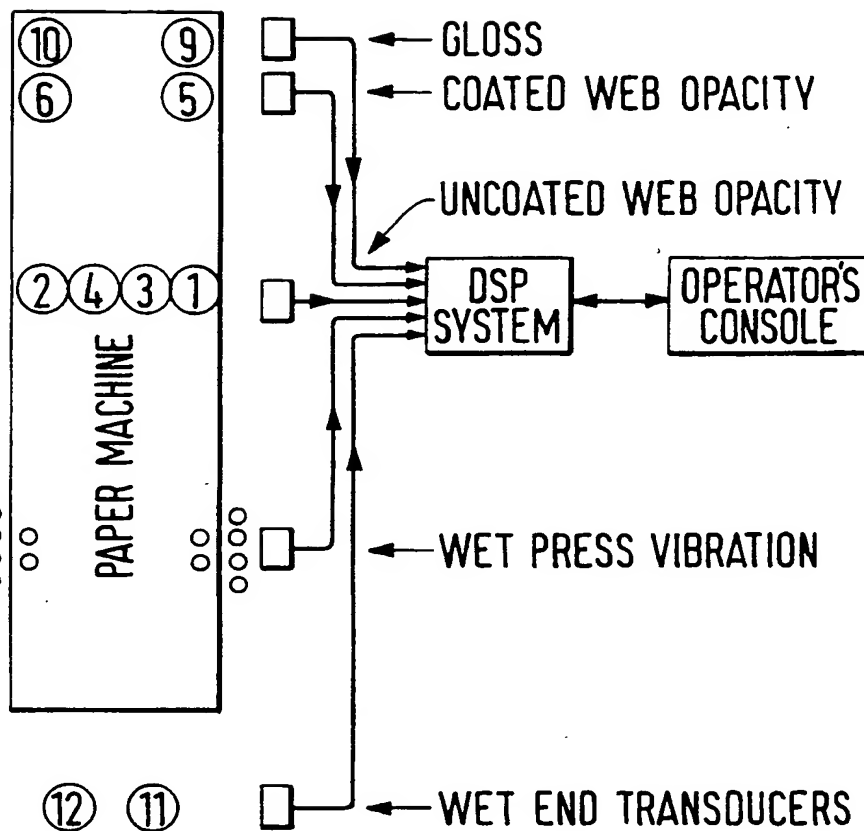 10 9 GLOSS
6 5 COATED WEB OPACITY
UNCOATED WEB OPACITY
2 4 3 1
DSP
SYSTEM
OPERATOR'S
CONSOLE
PAPER MACHINE
WET PRESS VIBRATION
12 11 WET END TRANSDUCERS